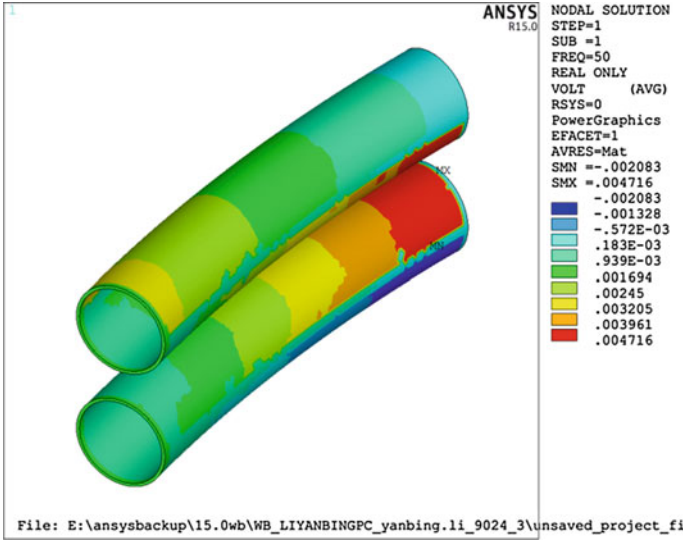 1
ANSYS
R15.0
NODAL SOLUTION
STEP=1
SUB =1
FREQ=50
REAL ONLY
VOLT (AVG)
RSYS=0
PowerGraphics
EFACET=1
AVRES=Mat
SMN =-.002083
SMX =.004716
-.002083
-.001328
-.572E-03
.183E-03
.939E-03
.001694
.00245
.003205
.003961
.004716
MX
MN
File: E:\ansysbackup\15.0wb\WB_LIYANBINGPC_yanbing.li_9024_3\unsaved_project_fi